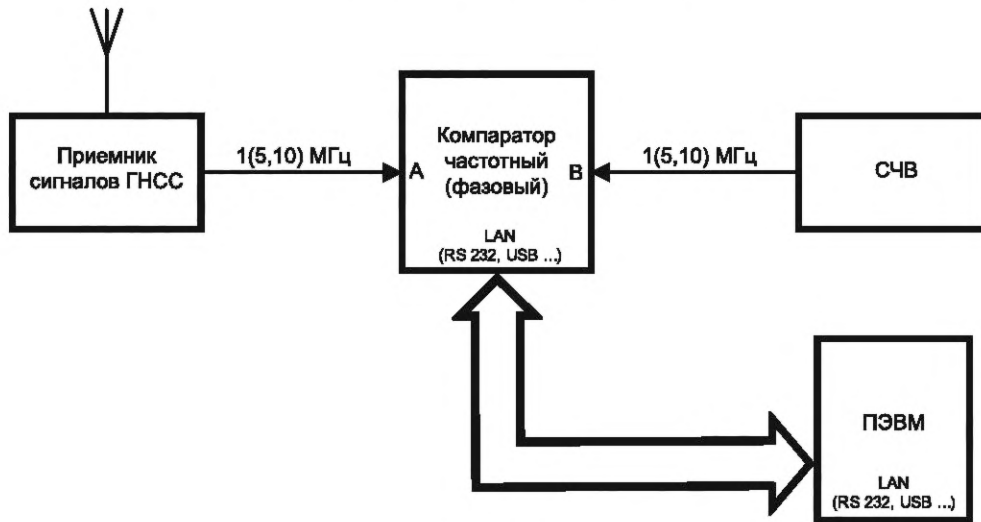 Приемник
сигналов ГНСС
1(5,10) МГц
А
Компаратор
частотный
(фазовый)
В
LAN
(RS 232, USB ...)
1(5,10) МГц
СЧВ
ПЭВМ
LAN
(RS 232, USB ...)